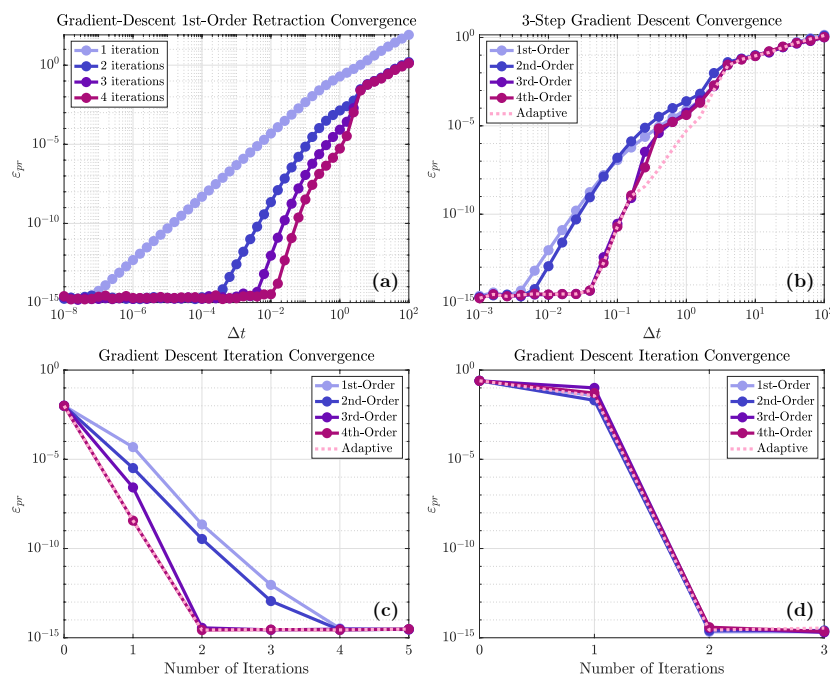 Gradient-Descent 1st-Order Retraction Convergence
10^0
10^-5
10^-10
10^-15
ε_pr
1 iteration
2 iterations
3 iterations
4 iterations
(a)
10^-8 10^-6 10^-4 10^-2 10^0 10^2
Δt
3-Step Gradient Descent Convergence
10^0
10^-5
10^-10
10^-15
ε_pr
1st-Order
2nd-Order
3rd-Order
4th-Order
Adaptive
(b)
10^-3 10^-2 10^-1 10^0 10^1 10^2
Δt
Gradient Descent Iteration Convergence
10^0
10^-5
10^-10
10^-15
ε_pr
1st-Order
2nd-Order
3rd-Order
4th-Order
Adaptive
(c)
0 1 2 3 4 5
Number of Iterations
Gradient Descent Iteration Convergence
10^0
10^-5
10^-10
10^-15
ε_pr
1st-Order
2nd-Order
3rd-Order
4th-Order
Adaptive
(d)
0 1 2 3
Number of Iterations